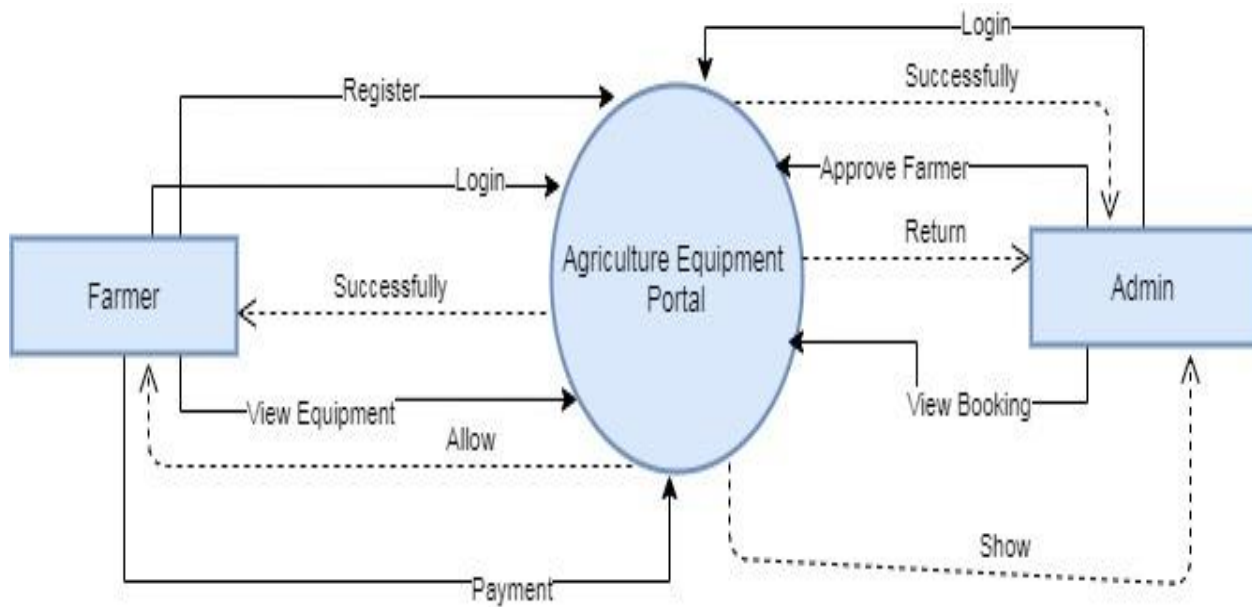 Login
Successfully
Register
Approve Farmer
Login
Return
Agriculture Equipment
Portal
Successfully
Farmer
Admin
View Equipment
View Booking
Allow
Show
Payment